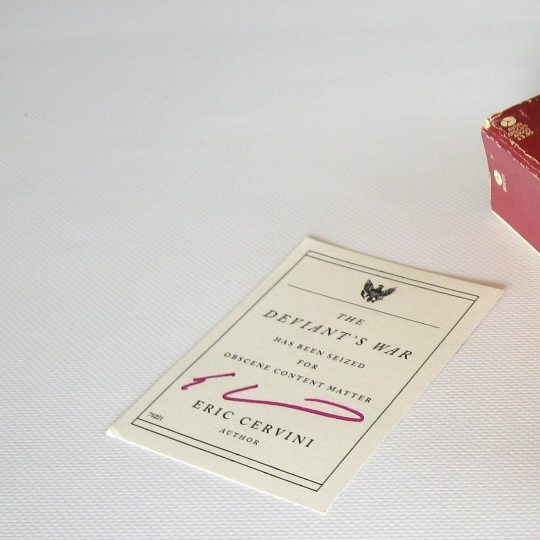 THE
DEVIANT'S WAR
HAS BEEN SEIZED
FOR
OBSCENE CONTENT MATTER
ERIC CERVINI
AUTHOR